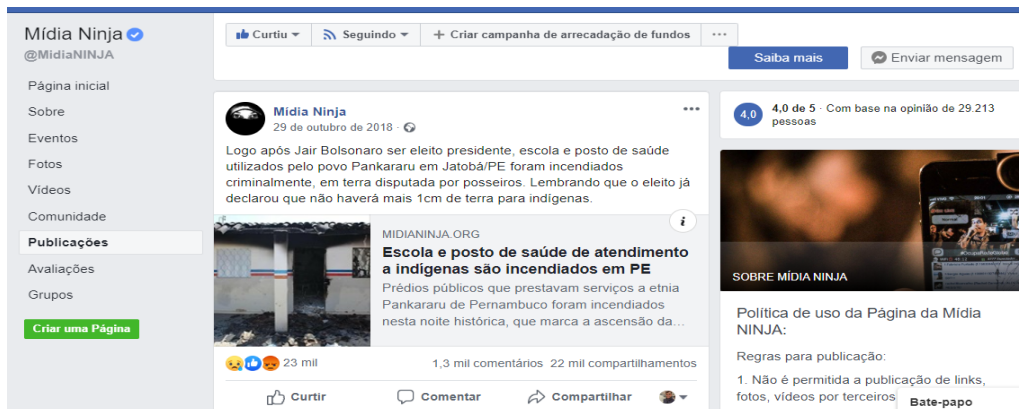 Mídia Ninja
@MidiaNINJA
Página inicial
Sobre
Eventos
Fotos
Vídeos
Comunidade
Publicações
Avaliações
Grupos
Criar uma Página
Curtiu
Seguindo
+ Criar campanha de arrecadação de fundos
...
Saiba mais
Enviar mensagem
Mídia Ninja
29 de outubro de 2018 ·
Logo após Jair Bolsonaro ser eleito presidente, escola e posto de saúde
utilizados pelo povo Pankararu em Jatobá/PE foram incendiados
criminalmente, em terra disputada por posseiros. Lembrando que o eleito já
declarou que não haverá mais 1cm de terra para indígenas.
MIDIANINJA.ORG
Escola e posto de saúde de atendimento
a indígenas são incendiados em PE
Prédios públicos que prestavam serviços a etnia
Pankararu de Pernambuco foram incendiados
nesta noite histórica, que marca a ascensão da...
23 mil
1,3 mil comentários 22 mil compartilhamentos
Curtir
Comentar
Compartilhar
4,0
4,0 de 5 · Com base na opinião de 29.213
pessoas
SOBRE MÍDIA NINJA
Política de uso da Página da Mídia
NINJA:
Regras para publicação:
1. Não é permitida a publicação de links,
fotos, vídeos por terceiros
Bate-papo